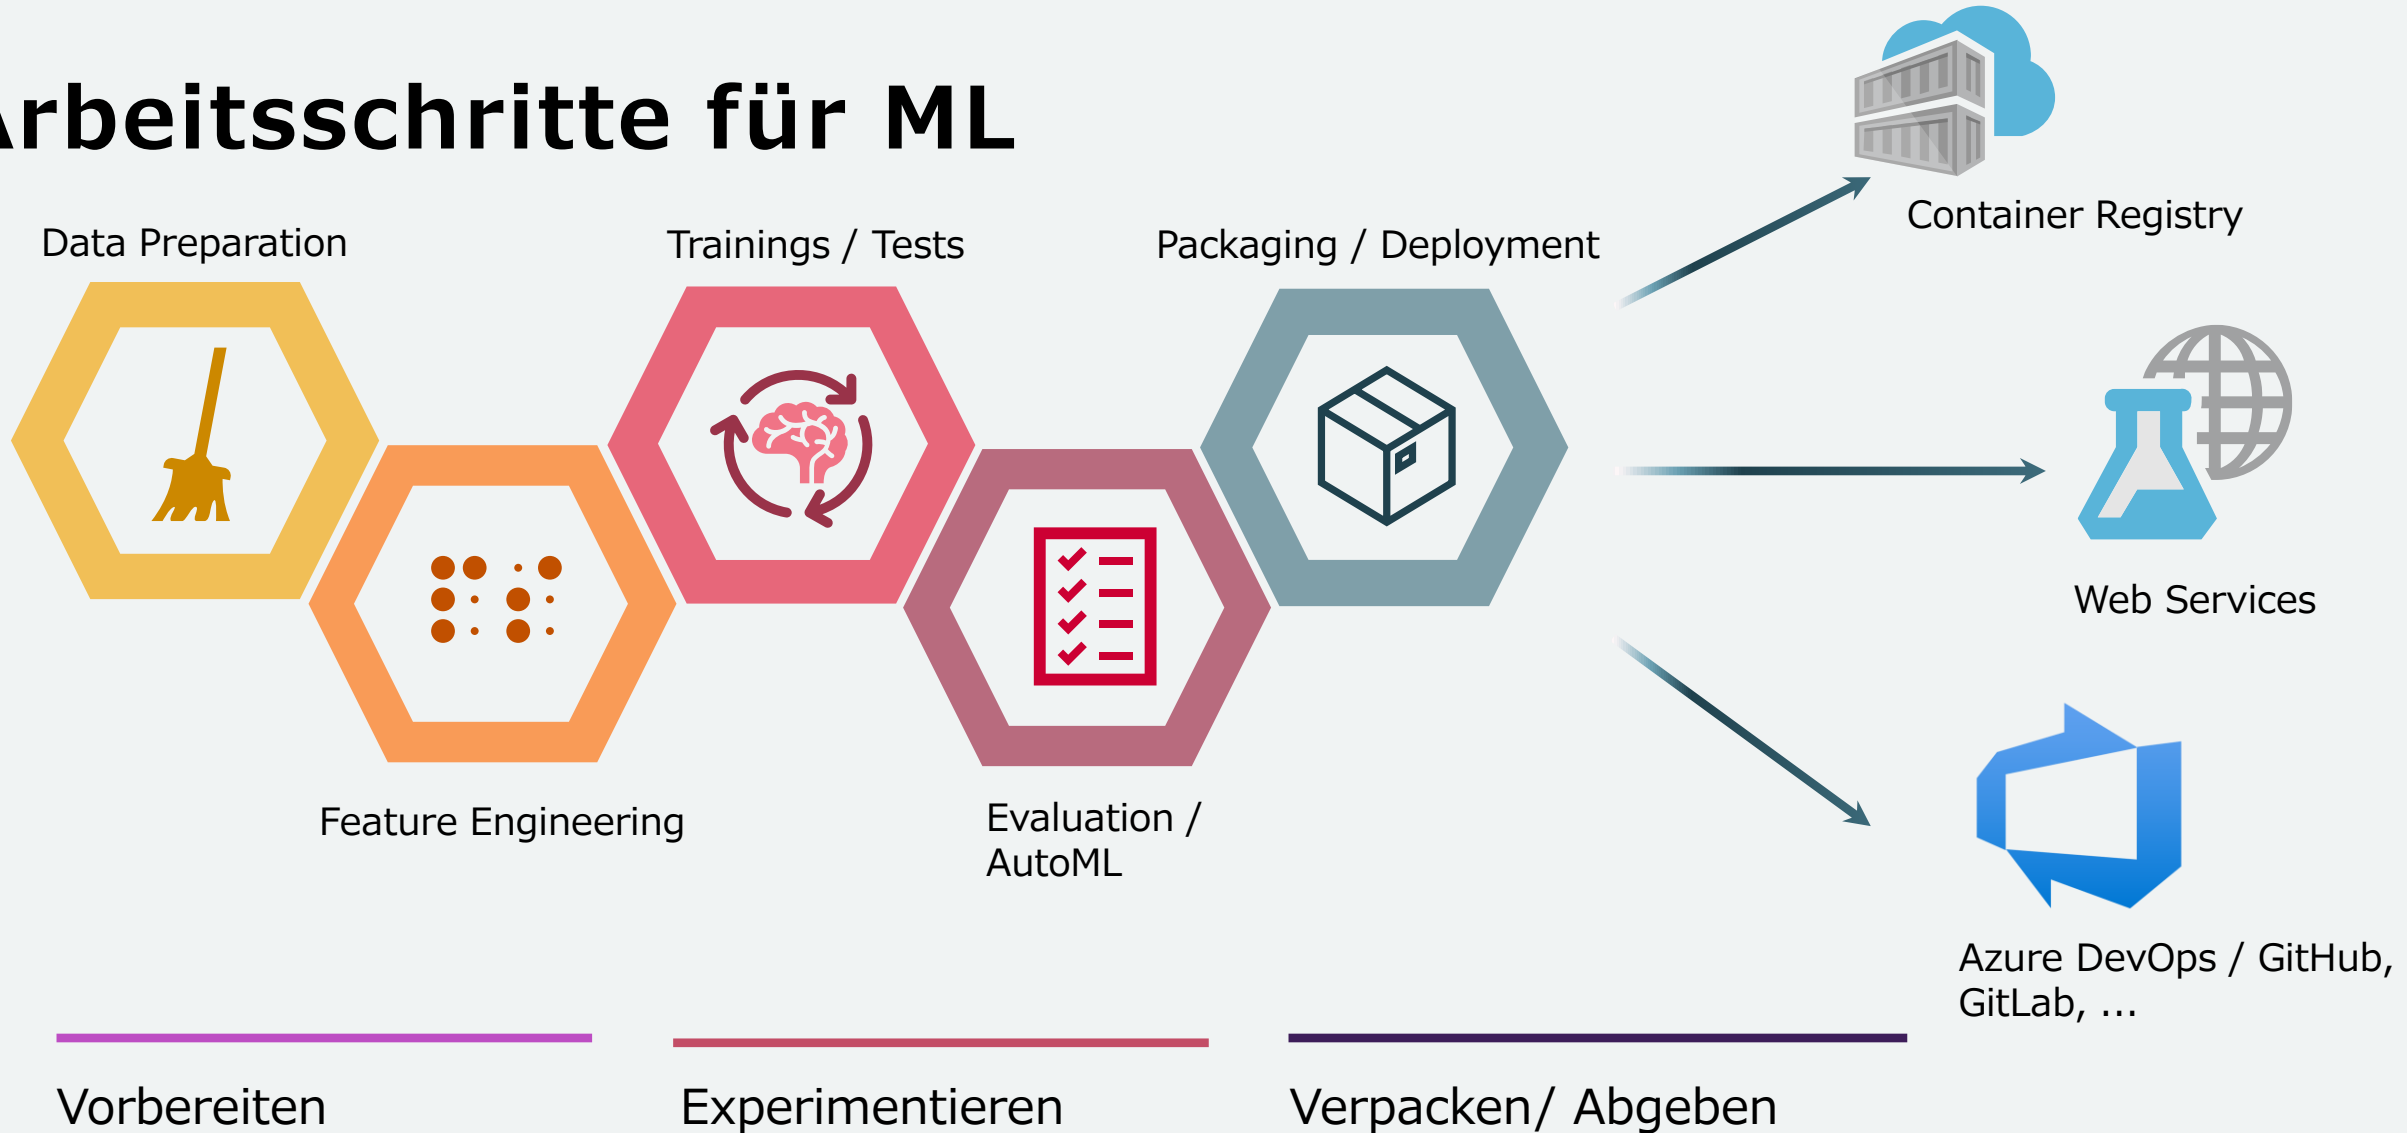 Arbeitsschritte für ML
Data Preparation
Trainings / Tests
Packaging / Deployment
Container Registry
Web Services
Feature Engineering
Evaluation /
AutoML
Azure DevOps / GitHub,
GitLab, ...
Vorbereiten
Experimentieren
Verpacken/ Abgeben